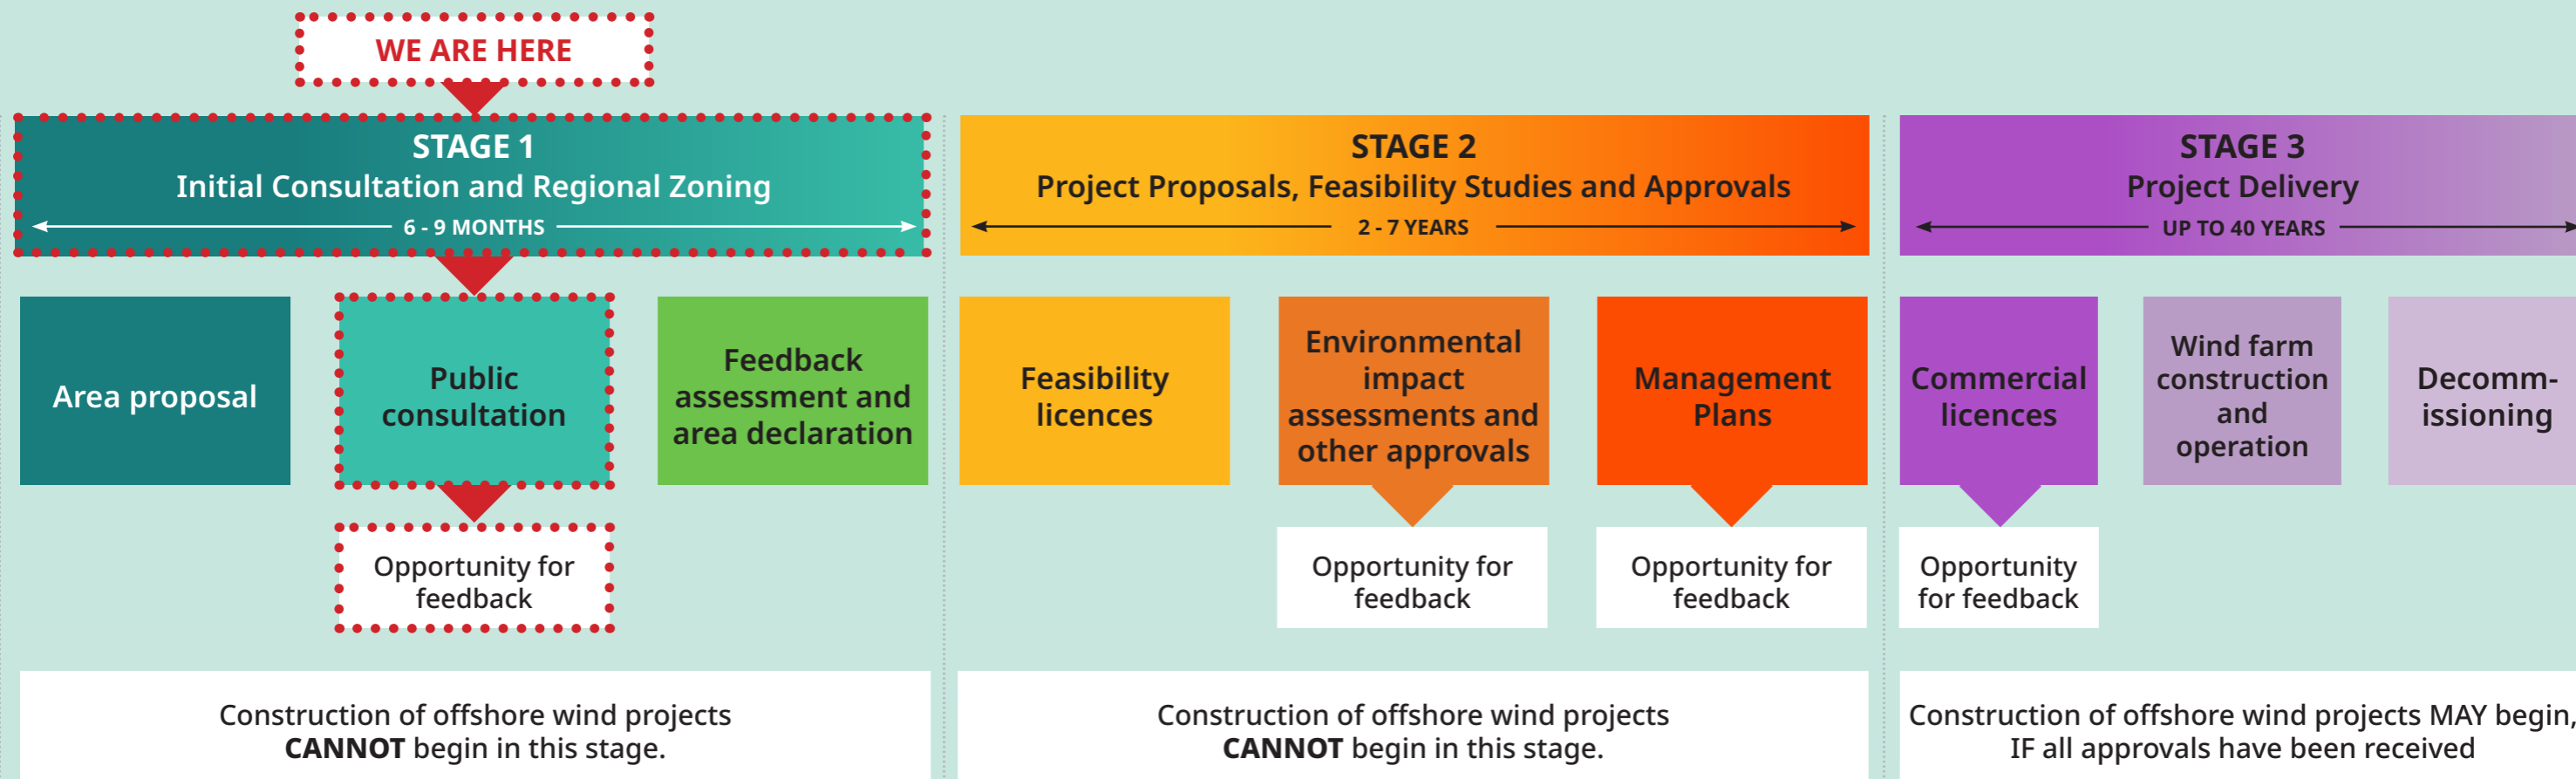 WE ARE HERE
STAGE 1
Initial Consultation and Regional Zoning
6 - 9 MONTHS
Area proposal
Public
consultation
Feedback
assessment and
area declaration
Opportunity for
feedback
Construction of offshore wind projects
CANNOT begin in this stage.
STAGE 2
Project Proposals, Feasibility Studies and Approvals
2 - 7 YEARS
Feasibility
licences
Environmental
impact
assessments and
other approvals
Management
Plans
Opportunity for
feedback
Opportunity for
feedback
Construction of offshore wind projects
CANNOT begin in this stage.
STAGE 3
Project Delivery
UP TO 40 YEARS
Commercial
licences
Wind farm
construction
and
operation
Decomm-
issioning
Opportunity
for feedback
Construction of offshore wind projects MAY begin,
IF all approvals have been received